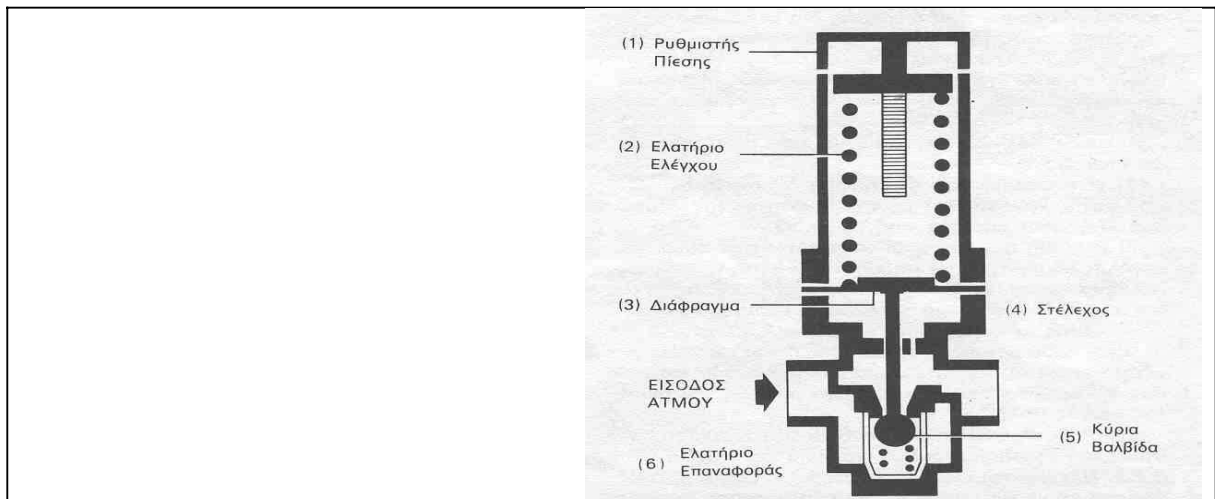 (1) Ρυθμιστής
Πίεσης
(2) Ελατήριο
Ελέγχου
(3) Διάφραγμα
(4) Στέλεχος
ΕΙΣΟΔΟΣ
ΑΤΜΟΥ
(5) Κύρια
Βαλβίδα
(6) Ελατήριο
Επαναφοράς